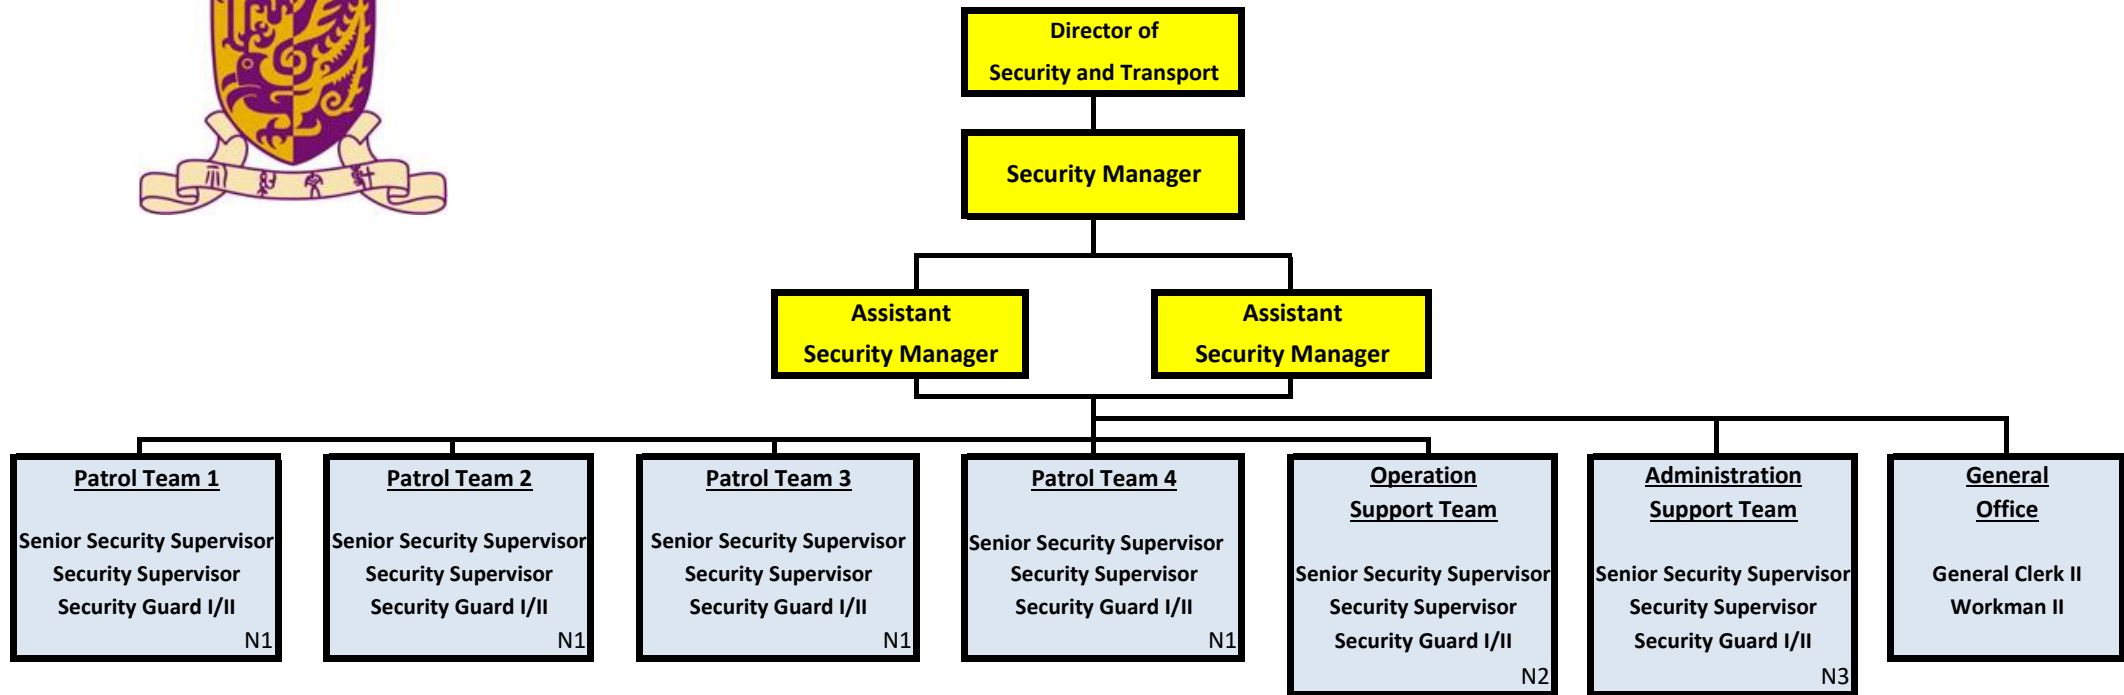 Director of
Security and Transport
Security Manager
Assistant
Security Manager
Assistant
Security Manager
Patrol Team 1
Senior Security Supervisor
Security Supervisor
Security Guard I/II
N1
Patrol Team 2
Senior Security Supervisor
Security Supervisor
Security Guard I/II
N1
Patrol Team 3
Senior Security Supervisor
Security Supervisor
Security Guard I/II
N1
Patrol Team 4
Senior Security Supervisor
Security Supervisor
Security Guard I/II
N1
Operation
Support Team
Senior Security Supervisor
Security Supervisor
Security Guard I/II
N2
Administration
Support Team
Senior Security Supervisor
Security Supervisor
Security Guard I/II
N3
General
Office
General Clerk II
Workman II